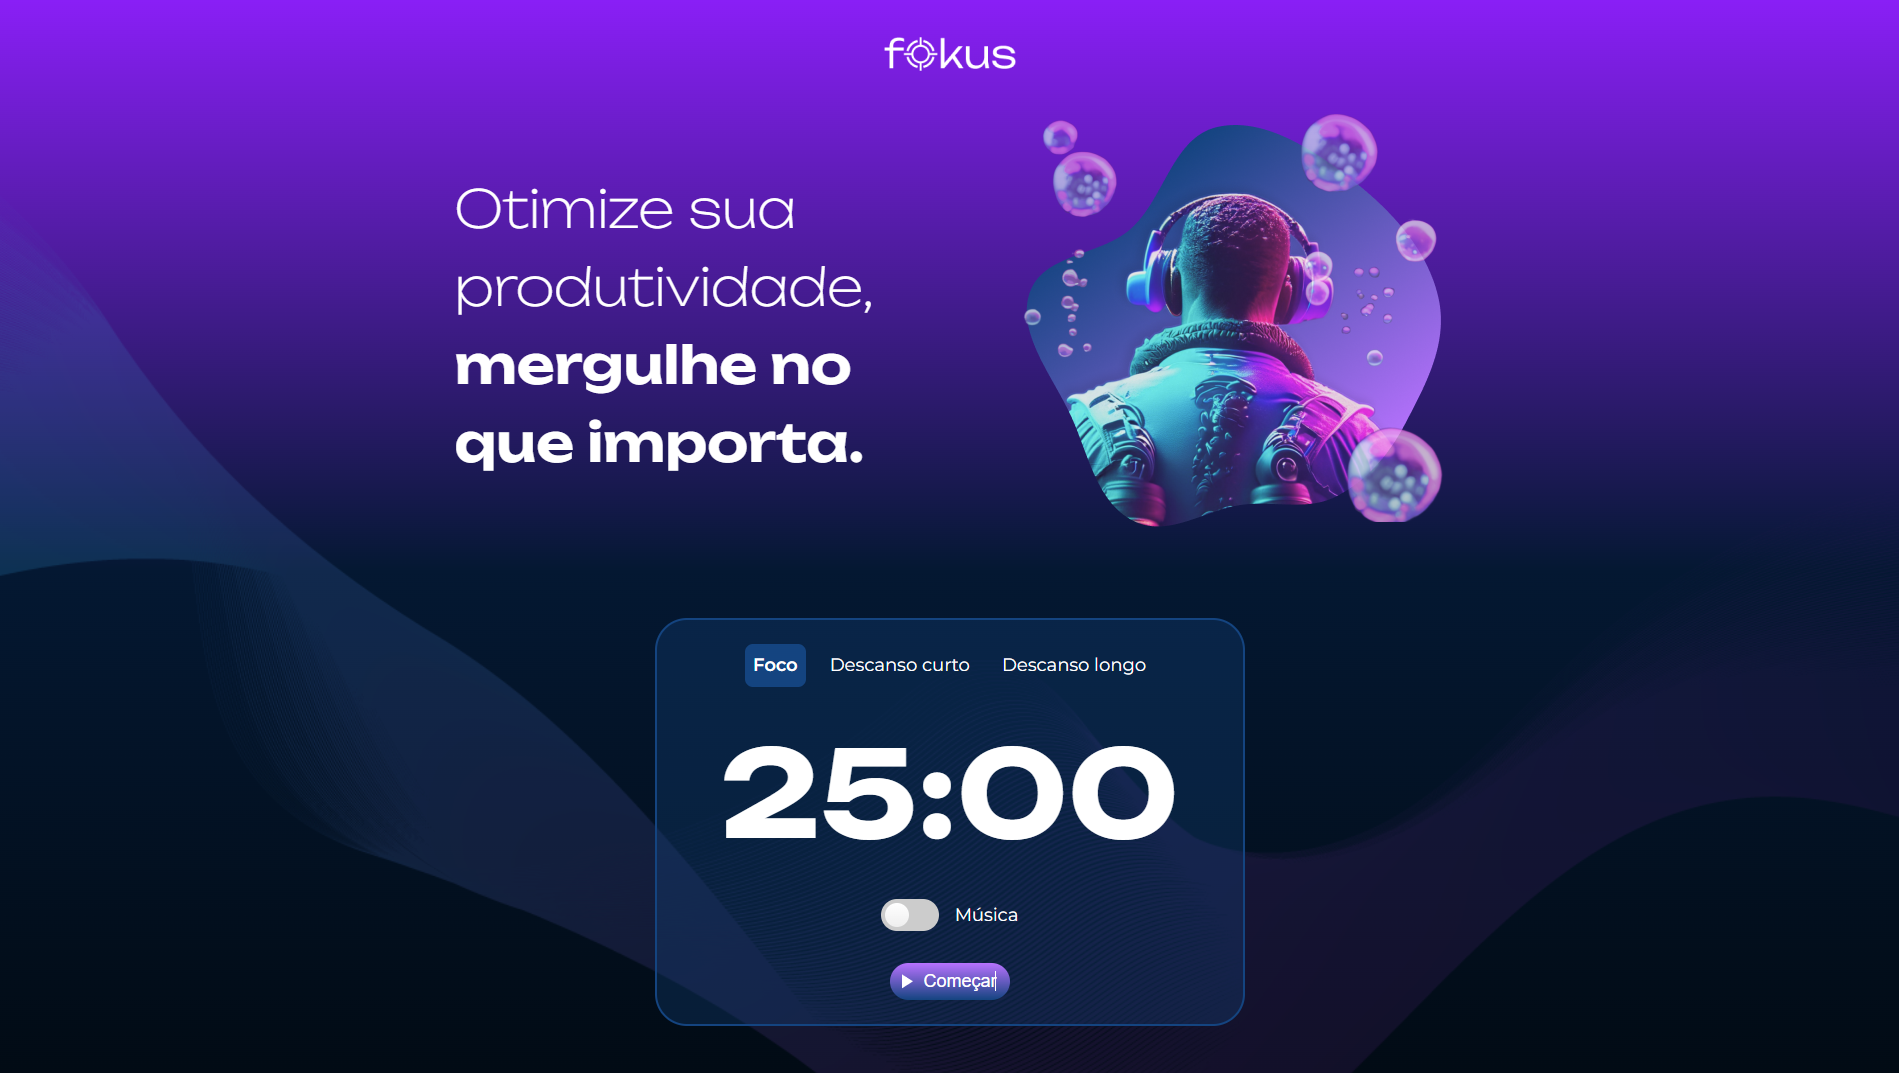 fokus
Otimize sua
produtividade,
mergulhe no
que importa.
Foco
Descanso curto
Descanso longo
25:00
Música
Começar